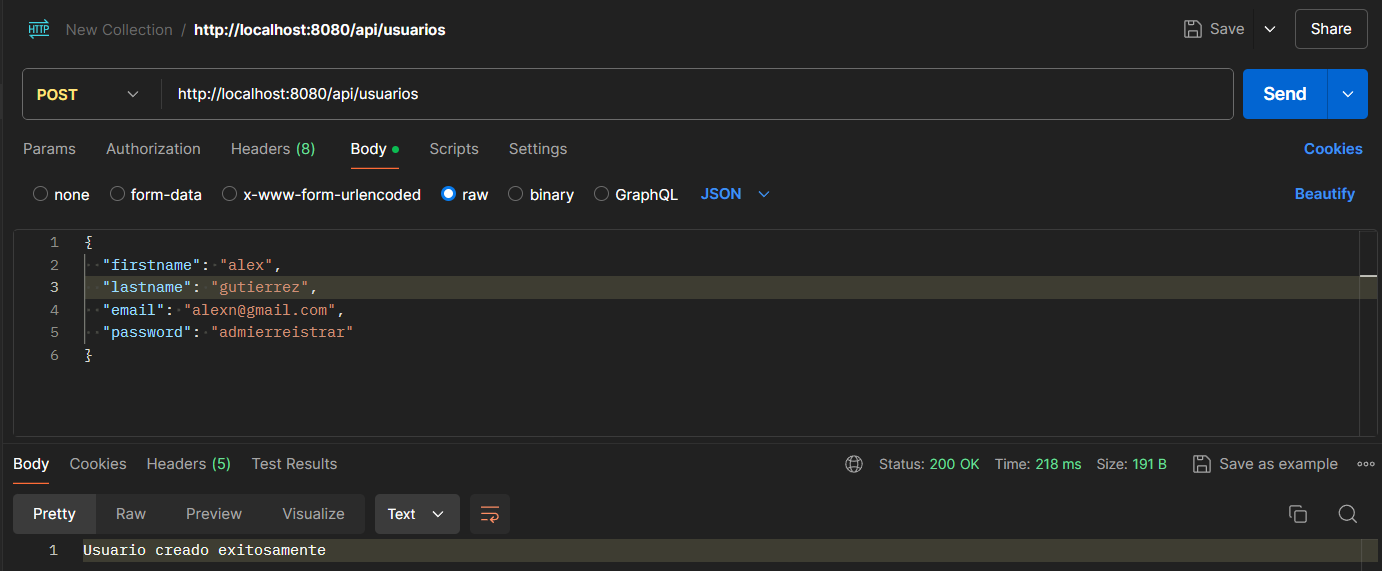 HTTP New Collection / http://localhost:8080/api/usuarios Save Share
POST http://localhost:8080/api/usuarios Send
Params Authorization Headers (8) Body Scripts Settings Cookies
none form-data x-www-form-urlencoded raw binary GraphQL JSON Beautify
1 {
2 "firstname": "alex",
3 "lastname": "gutierrez",
4 "email": "alexn@gmail.com",
5 "password": "admierreistrar"
6 }
Body Cookies Headers (5) Test Results Status: 200 OK Time: 218 ms Size: 191 B Save as example
Pretty Raw Preview Visualize Text
1 Usuario creado exitosamente